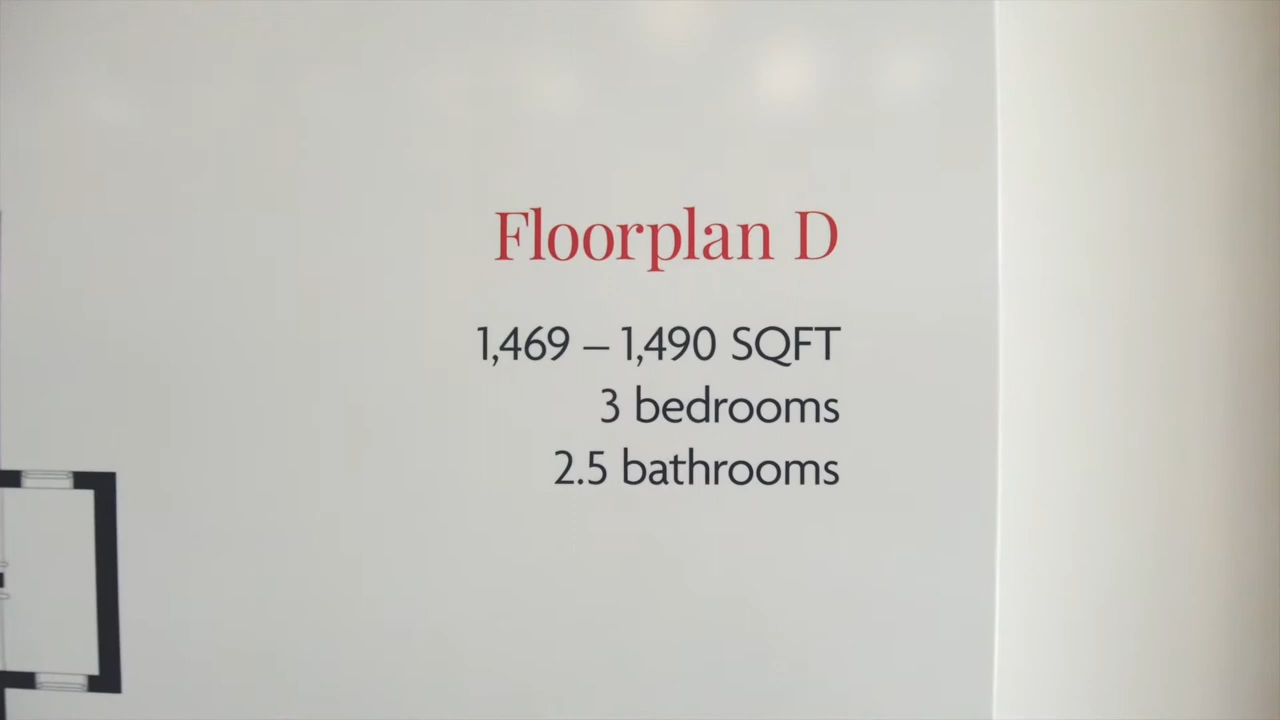 Floorplan D
1,469 – 1,490 SQFT
3 bedrooms
2.5 bathrooms